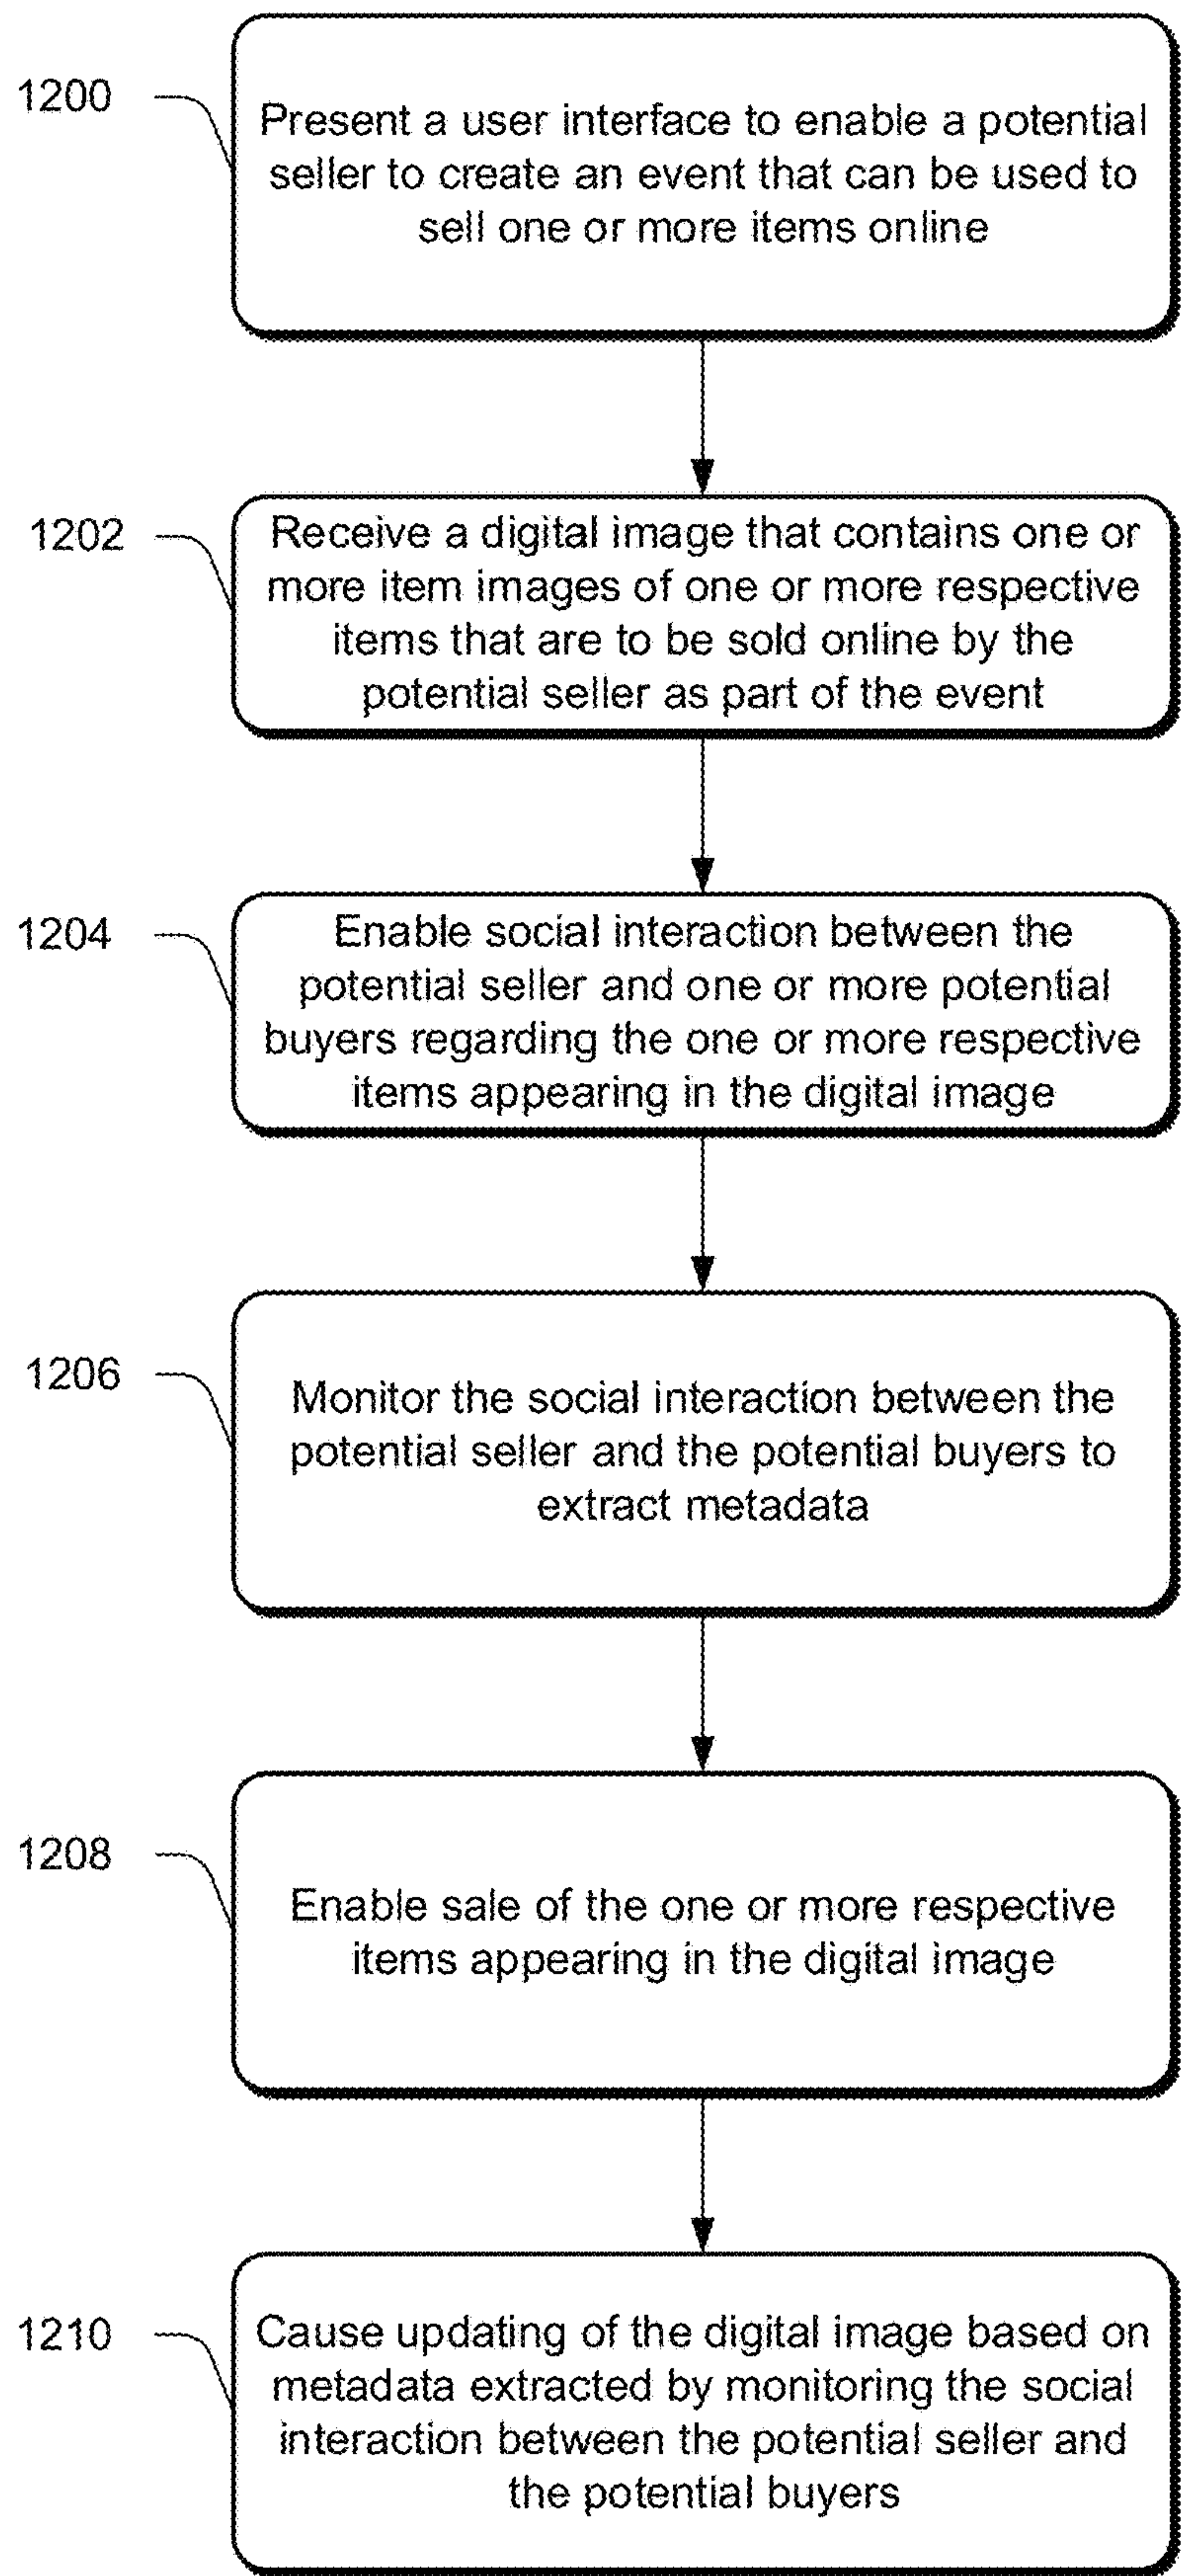 1200
Present a user interface to enable a potential
seller to create an event that can be used to
sell one or more items online
1202
Receive a digital image that contains one or
more item images of one or more respective
items that are to be sold online by the
potential seller as part of the event
1204
Enable social interaction between the
potential seller and one or more potential
buyers regarding the one or more respective
items appearing in the digital image
1206
Monitor the social interaction between the
potential seller and the potential buyers to
extract metadata
1208
Enable sale of the one or more respective
items appearing in the digital image
1210
Cause updating of the digital image based on
metadata extracted by monitoring the social
interaction between the potential seller and
the potential buyers